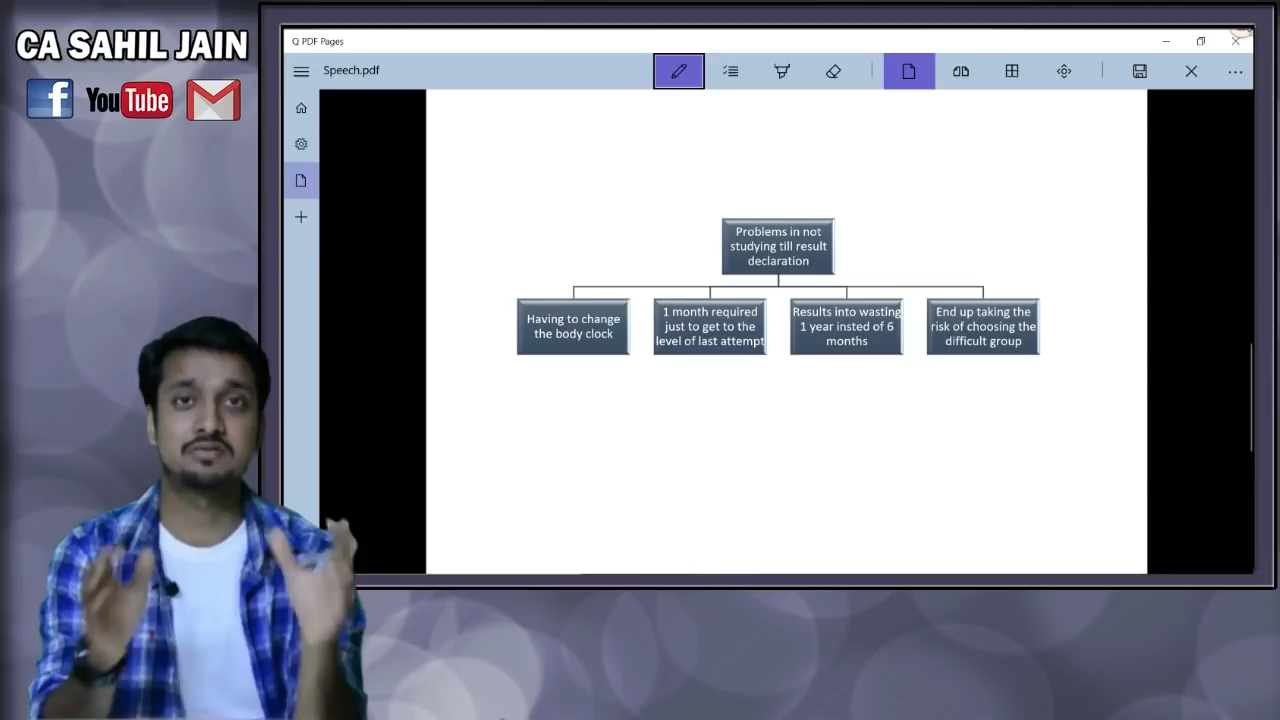 CA SAHIL JAIN
f YouTube M
Q PDF Pages
Speech.pdf
Problems in not
studying till result
declaration
Having to change
the body clock
1 month required
just to get to the
level of last attempt
Results into wasting
1 year insted of 6
months
End up taking the
risk of choosing the
difficult group